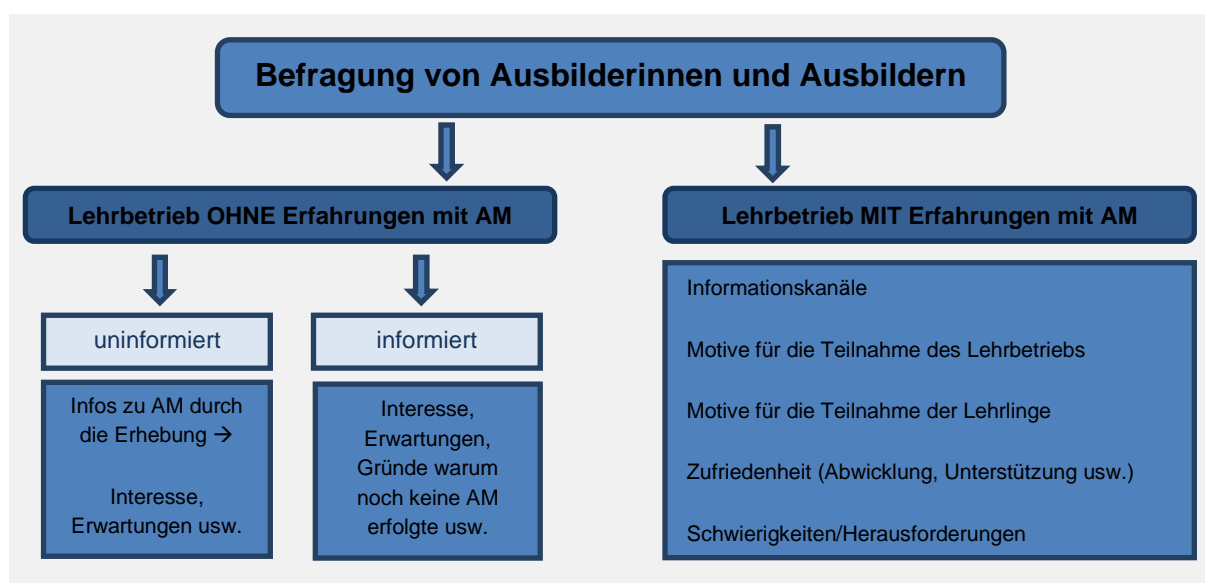 Befragung von Ausbilderinnen und Ausbildern
Lehrbetrieb OHNE Erfahrungen mit AM
uninformiert
Infos zu AM durch
die Erhebung →
Interesse,
Erwartungen usw.
informiert
Interesse,
Erwartungen,
Gründe warum
noch keine AM
erfolgte usw.
Lehrbetrieb MIT Erfahrungen mit AM
Informationskanäle
Motive für die Teilnahme des Lehrbetriebs
Motive für die Teilnahme der Lehrlinge
Zufriedenheit (Abwicklung, Unterstützung usw.)
Schwierigkeiten/Herausforderungen